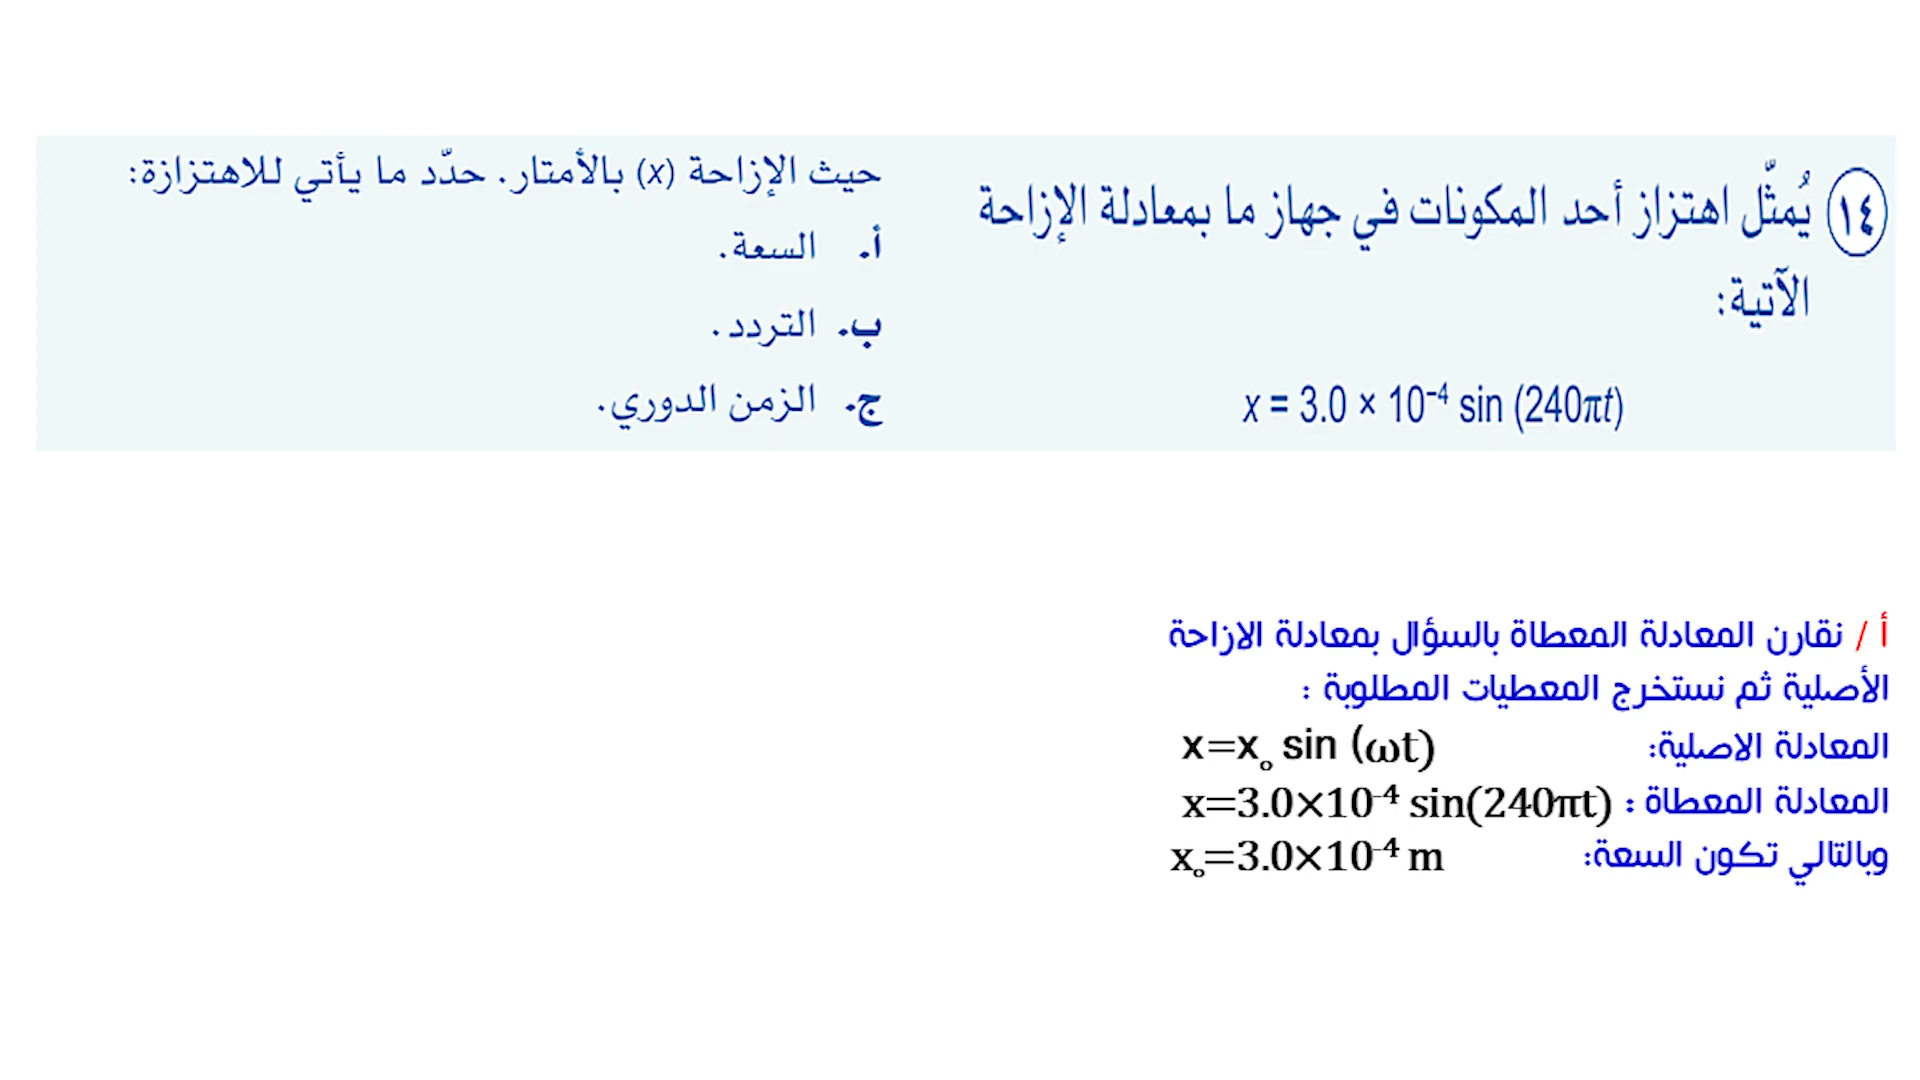 ١٤ يُمثّل اهتزاز أحد المكونات في جهاز ما بمعادلة الإزاحة
الآتية:
x = 3.0 × 10⁻⁴ sin (240πt)
حيث الإزاحة (x) بالأمتار. حدّد ما يأتي للاهتزازة:
أ. السعة.
ب. التردد.
ج. الزمن الدوري.
أ / نقارن المعادلة المعطاة بالسؤال بمعادلة الازاحة
الأصلية ثم نستخرج المعطيات المطلوبة :
المعادلة الاصلية: x=x₀ sin (ωt)
المعادلة المعطاة : x=3.0×10⁻⁴ sin(240πt)
وبالتالي تكون السعة: x₀=3.0×10⁻⁴ m